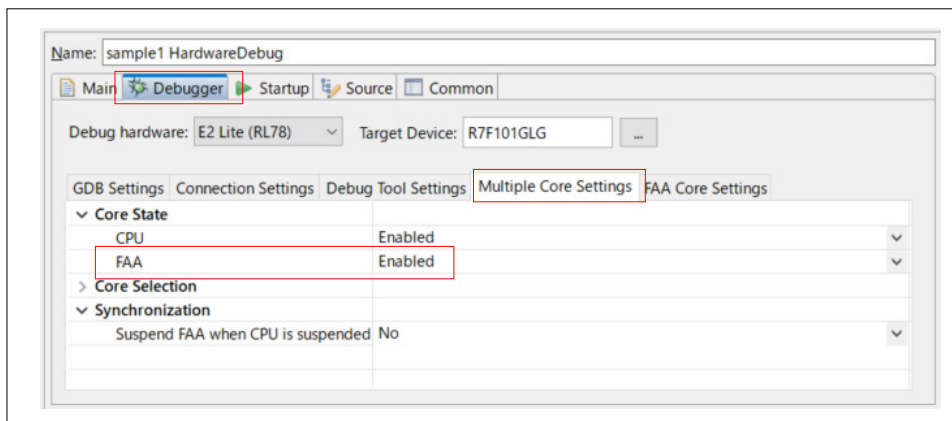 Name: sample1 HardwareDebug
Main Debugger Startup Source Common
Debug hardware: E2 Lite (RL78) Target Device: R7F101GLG ...
GDB Settings Connection Settings Debug Tool Settings Multiple Core Settings FAA Core Settings
Core State
CPU Enabled
FAA Enabled
Core Selection
Synchronization
Suspend FAA when CPU is suspended No